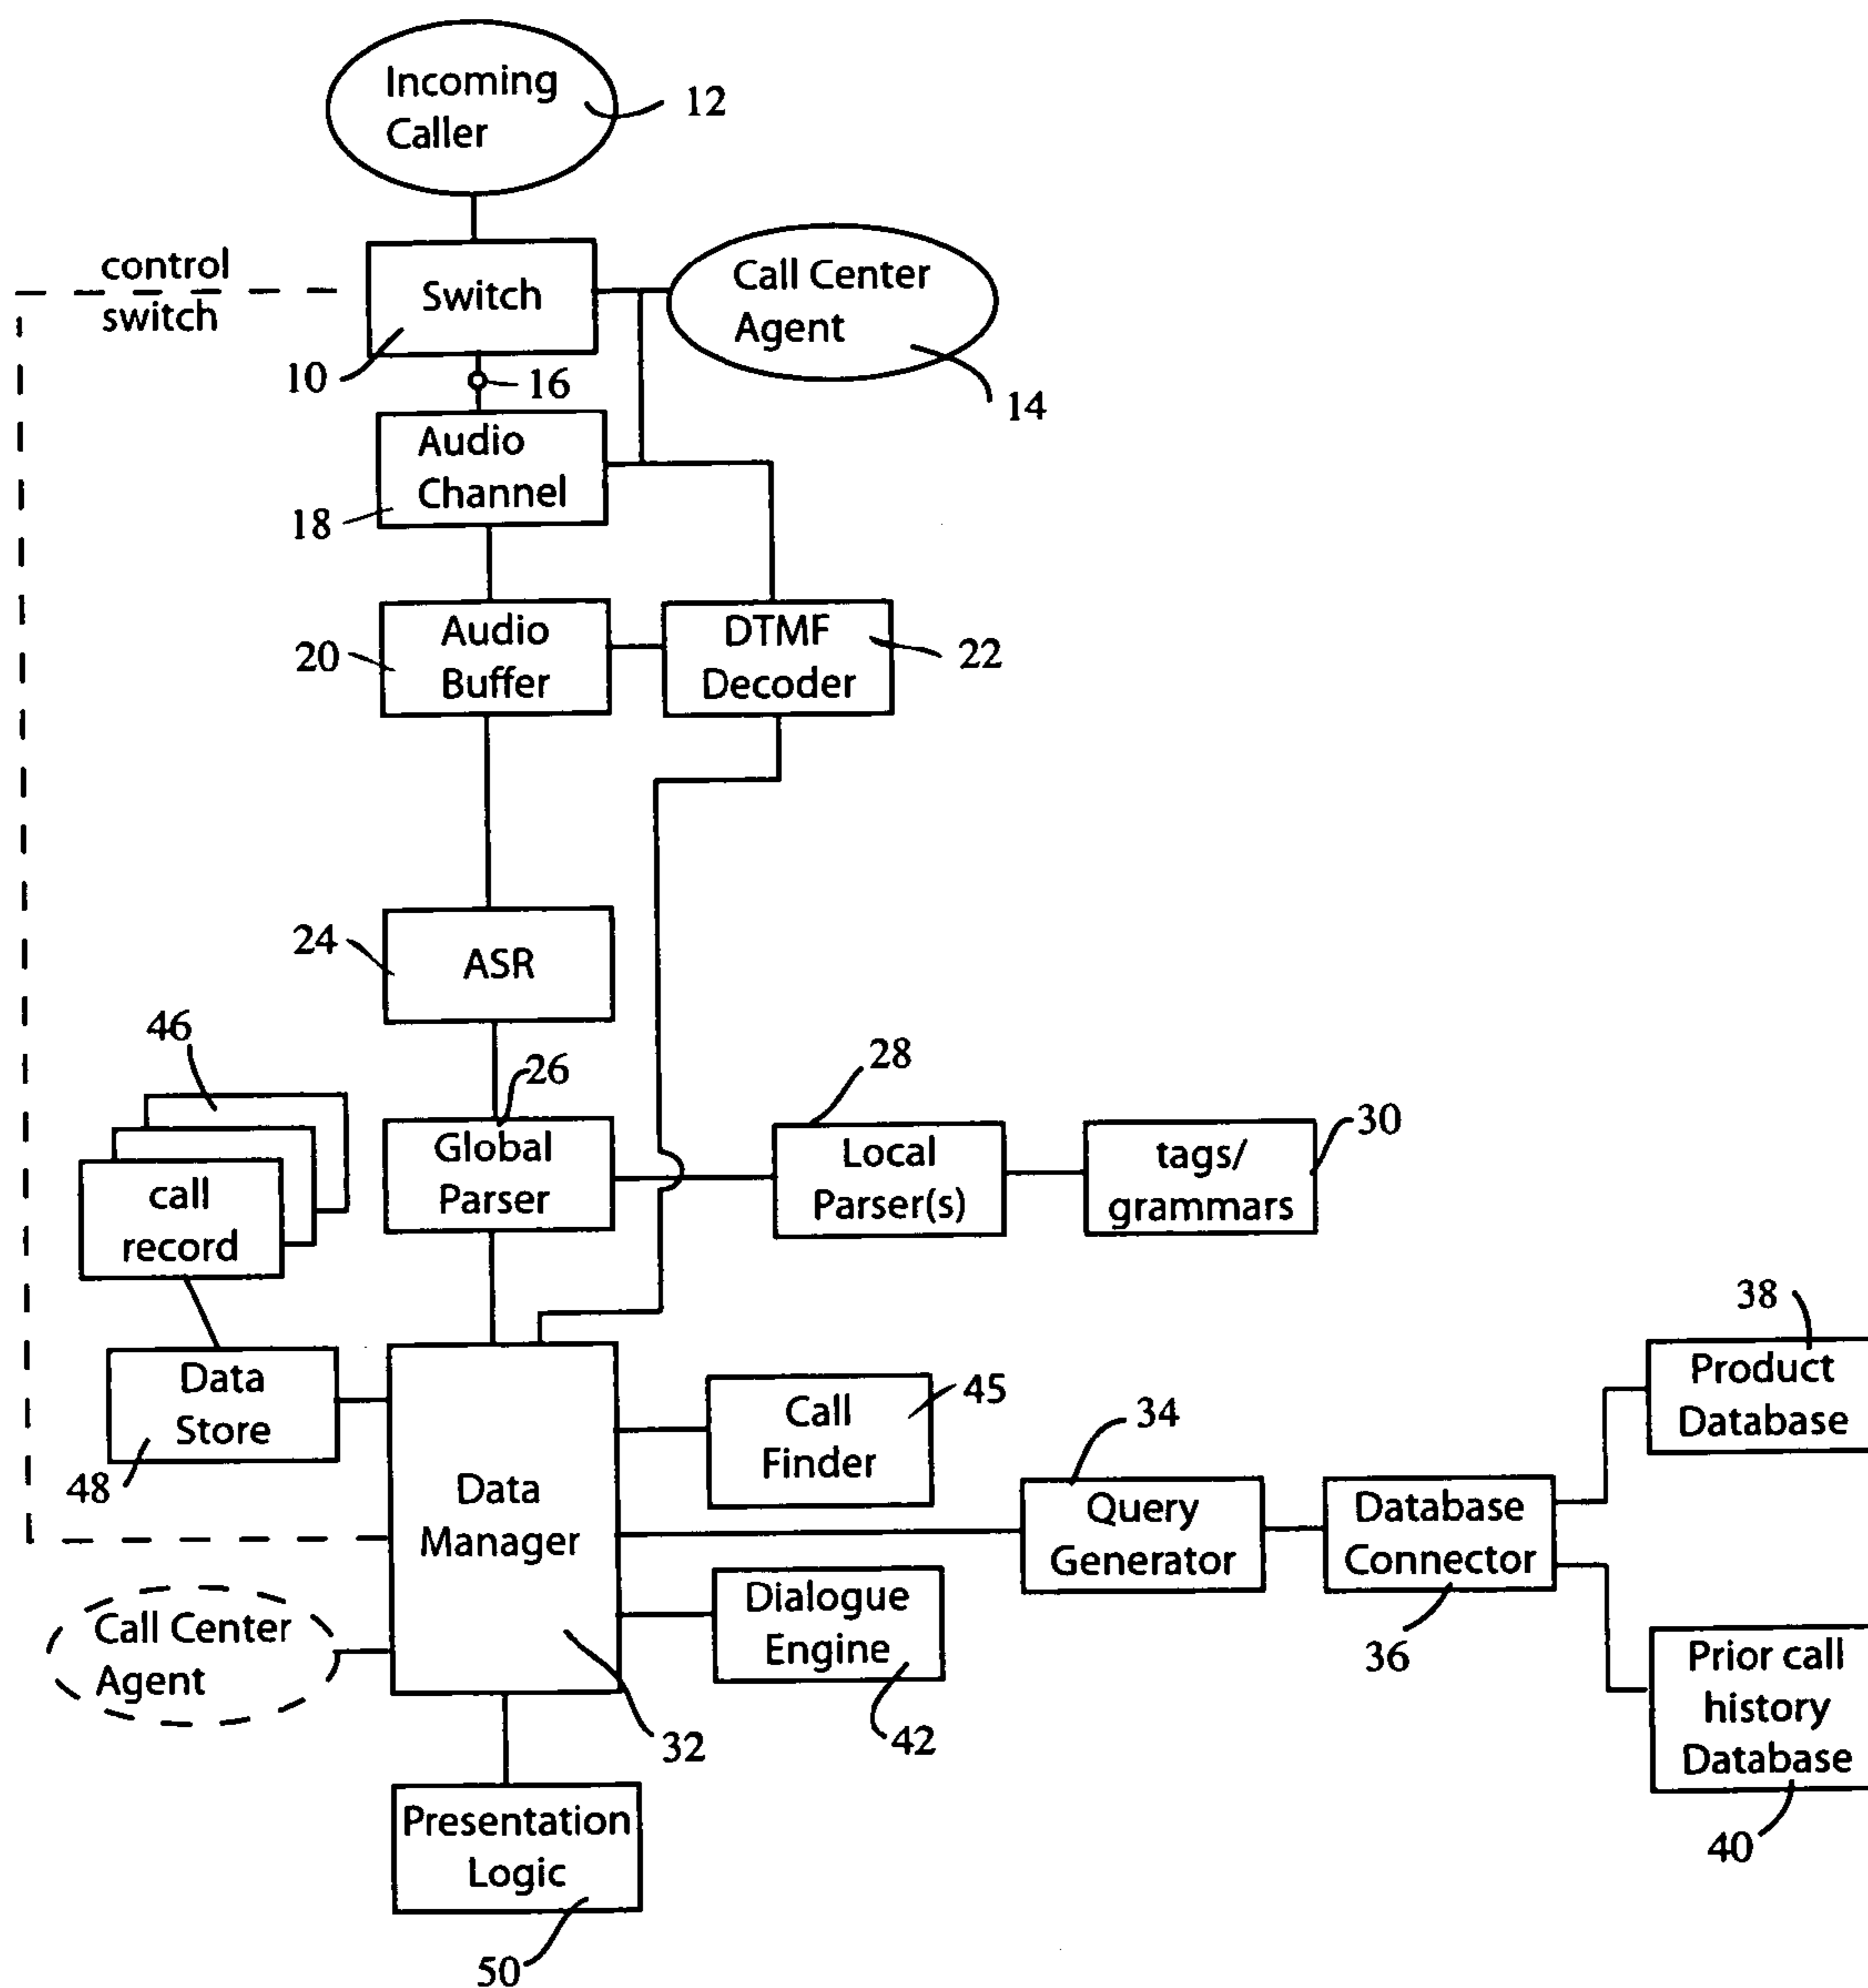 Incoming
Caller
12
control
switch
Switch
Call Center
Agent
10
16
14
Audio
Channel
18
Audio
Buffer
20
DTMF
Decoder
22
24
ASR
46
26
28
30
call
record
Global
Parser
Local
Parser(s)
tags/
grammars
38
Product
Database
Data
Store
48
Call
Finder
45
34
Data
Manager
Query
Generator
Database
Connector
36
Call Center
Agent
Dialogue
Engine
42
32
Prior call
history
Database
40
Presentation
Logic
50